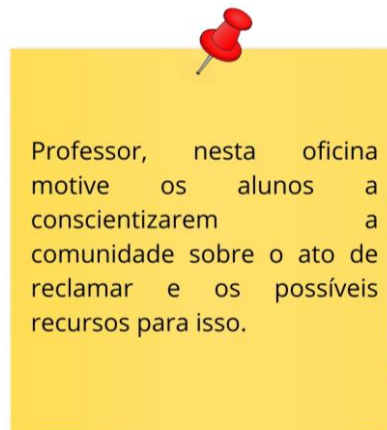 Professor, nesta oficina
motive os alunos a
conscientizarem a
comunidade sobre o ato de
reclamar e os possíveis
recursos para isso.